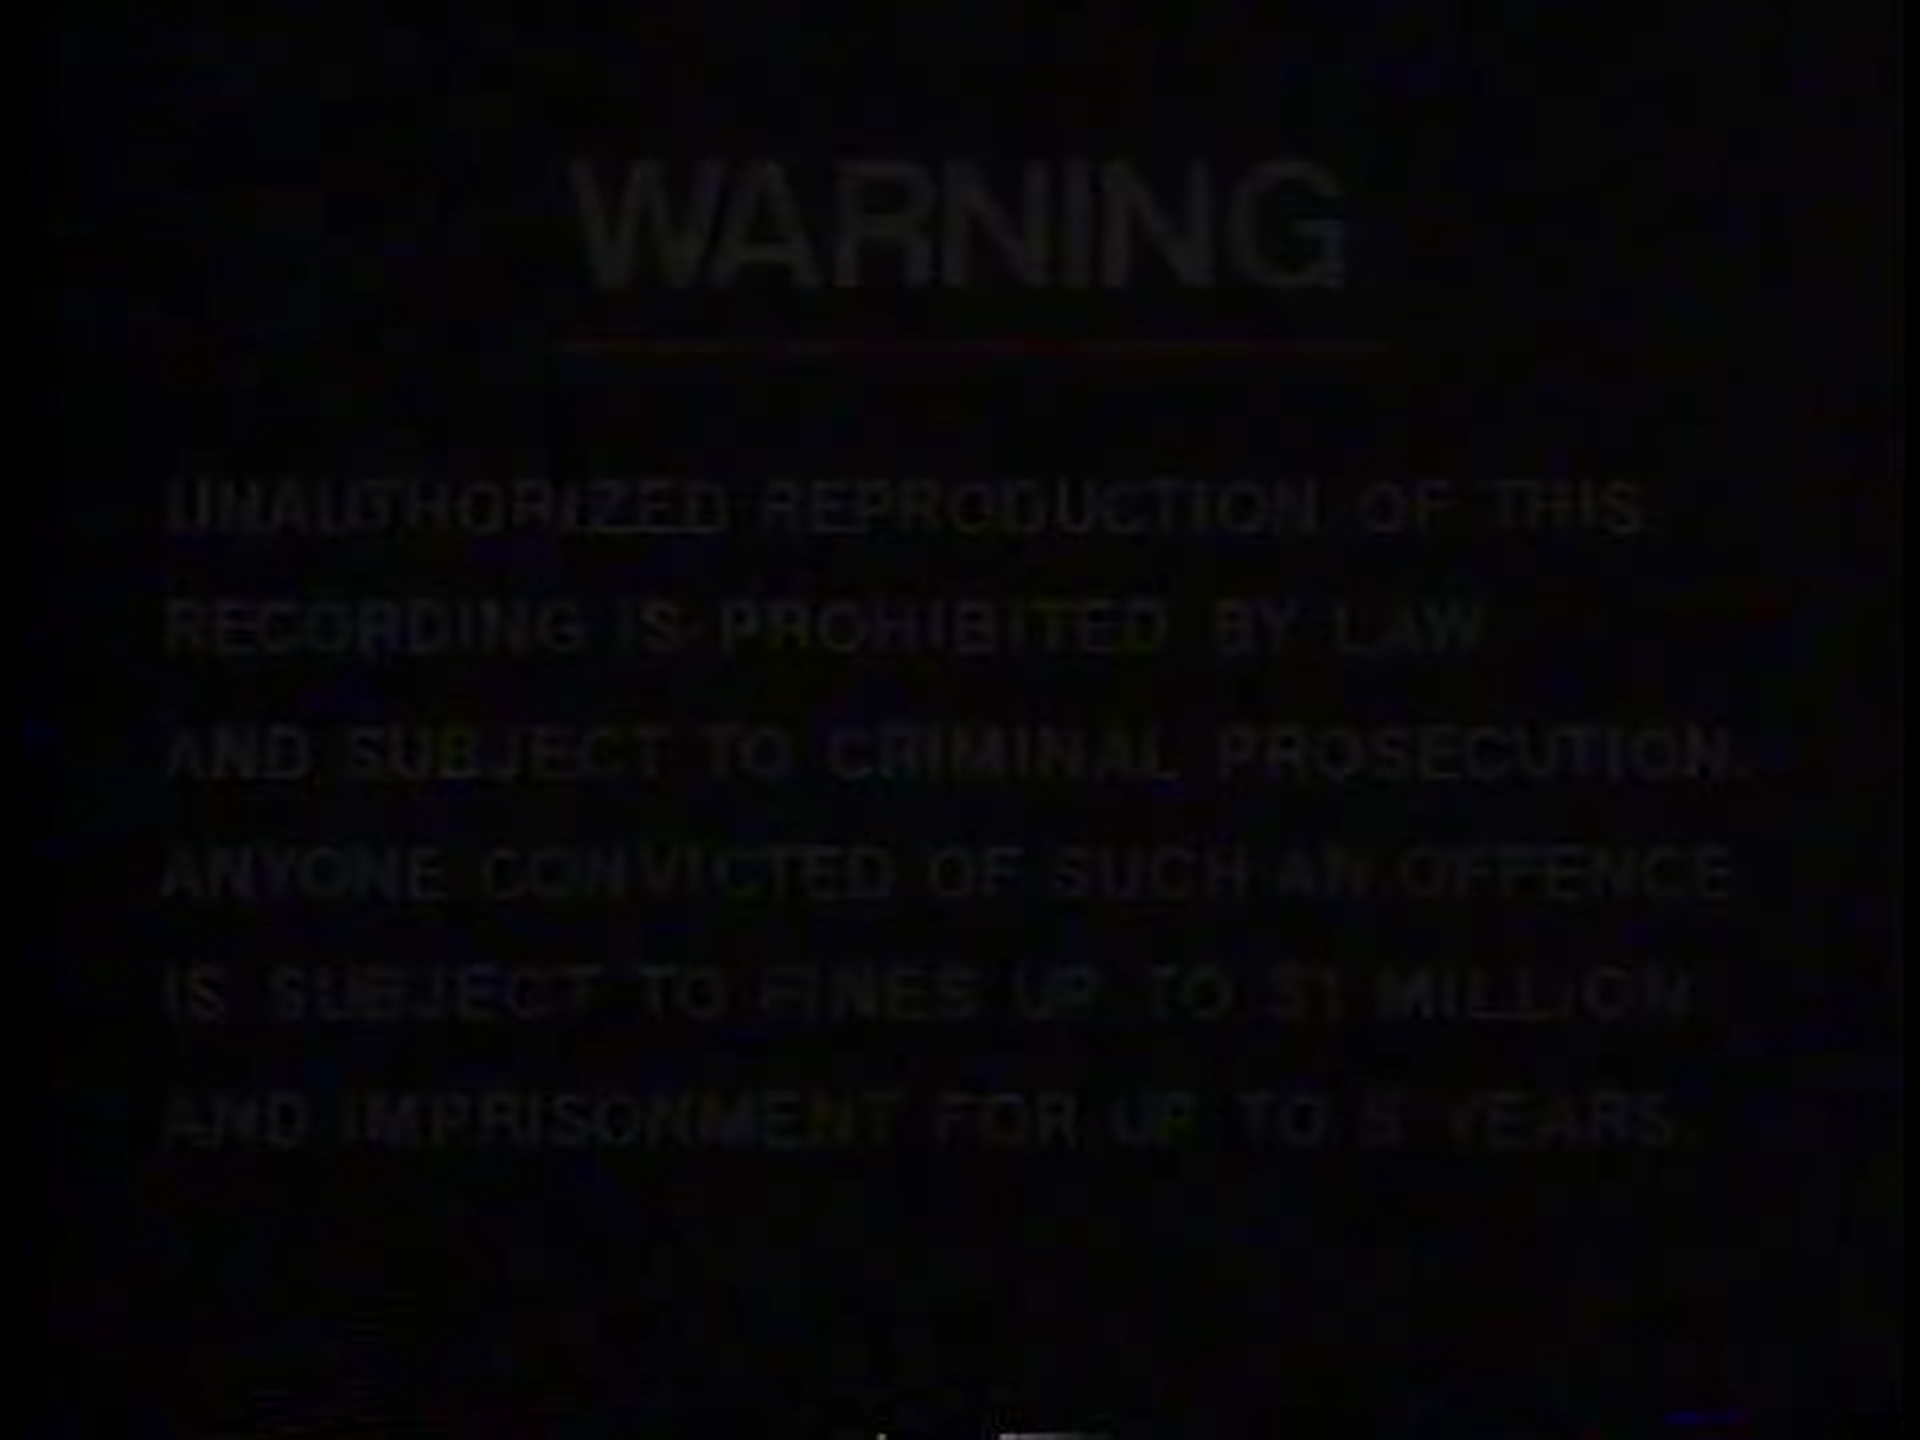 WARNING
UNAUTHORIZED REPRODUCTION OF THIS
RECORDING IS PROHIBITED BY LAW
AND SUBJECT TO CRIMINAL PROSECUTION.
ANYONE CONVICTED OF SUCH AN OFFENCE
IS SUBJECT TO FINES UP TO $1 MILLION
AND IMPRISONMENT FOR UP TO 5 YEARS.